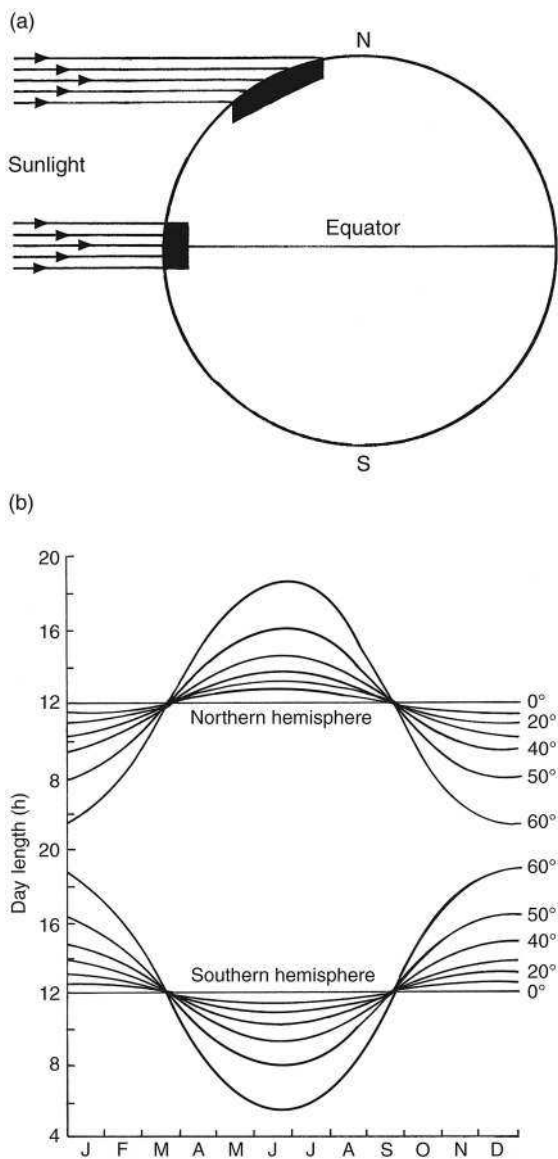 (a)
N
Sunlight
Equator
S
(b)
Day length (h)
20
16
12
8
Northern hemisphere
0°
20°
40°
50°
60°
20
16
12
8
4
Southern hemisphere
60°
50°
40°
20°
0°
J F M A M J J A S O N D